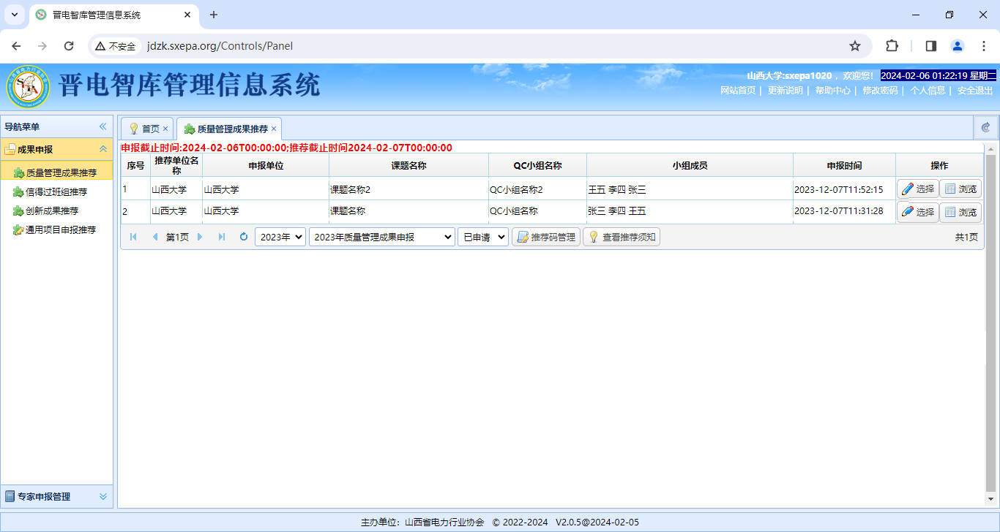 晋电智库管理信息系统
不安全 jdzk.sxepa.org/Controls/Panel
晋电智库管理信息系统
山西大学:sxepa1020 ，欢迎您! 2024-02-06 01:22:19 星期二
网站首页 | 更新说明 | 帮助中心 | 修改密码 | 个人信息 | 安全退出
导航菜单
成果申报
质量管理成果推荐
信得过班组推荐
创新成果推荐
通用项目申报推荐
专家申报管理
首页 质量管理成果推荐
申报截止时间:2024-02-06T00:00:00;推荐截止时间2024-02-07T00:00:00
序号 推荐单位名称 申报单位 课题名称 QC小组名称 小组成员 申报时间 操作
1 山西大学 山西大学 课题名称2 QC小组名称2 王五 李四 张三 2023-12-07T11:52:15 选择 浏览
2 山西大学 山西大学 课题名称 QC小组名称 张三 李四 王五 2023-12-07T11:31:28 选择 浏览
第1页 2023年 2023年质量管理成果申报 已申请 推荐码管理 查看推荐须知 共1页
主办单位：山西省电力行业协会 © 2022-2024 V2.0.5@2024-02-05